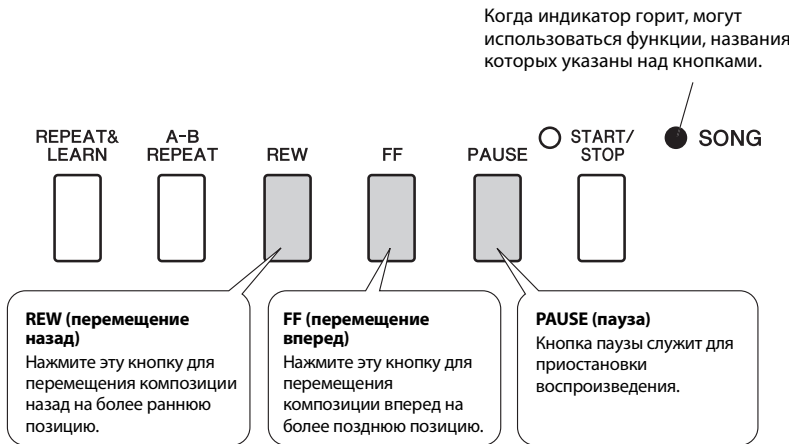 Когда индикатор горит, могут
использоваться функции, названия
которых указаны над кнопками.
REPEAT&
LEARN
A-B
REPEAT
REW
FF
PAUSE
START/
STOP
SONG
REW (перемещение
назад)
Нажмите эту кнопку для
перемещения композиции
назад на более раннюю
позицию.
FF (перемещение
вперед)
Нажмите эту кнопку для
перемещения
композиции вперед на
более позднюю позицию.
PAUSE (пауза)
Кнопка паузы служит для
приостановки
воспроизведения.